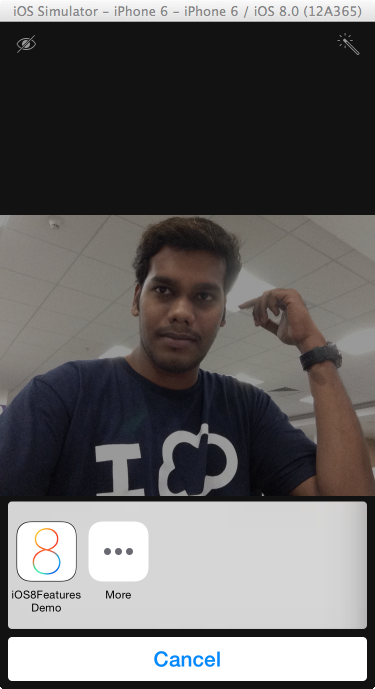 iOS Simulator - iPhone 6 - iPhone 6 / iOS 8.0 (12A365)
I
iOS8Features
Demo
More
Cancel